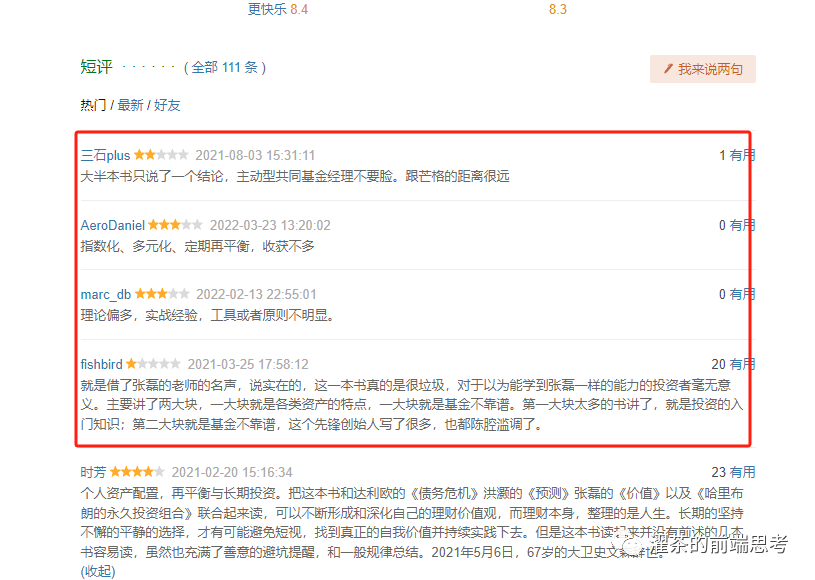 更快乐 8.4 8.3
短评 · · · · · · ( 全部 111 条 ) 我来说两句
热门 / 最新 / 好友
三石plus 2021-08-03 15:31:11 1 有用
大半本书只说了一个结论，主动型共同基金经理不要脸。跟芒格的距离很远
AeroDaniel 2022-03-23 13:20:02 0 有用
指数化、多元化、定期再平衡，收获不多
marc_db 2022-02-13 22:55:01 0 有用
理论偏多，实战经验，工具或者原则不明显。
fishbird 2021-03-25 17:58:12 20 有用
就是借了张磊的老师的名声，说实在的，这一本书真的是很垃圾，对于以为能学到张磊一样的能力的投资者毫无意
义。主要讲了两大块，一大块就是各类资产的特点，一大块就是基金不靠谱。第一大块太多的书讲了，就是投资的入
门知识；第二大块就是基金不靠谱，这个先锋创始人写了很多，也都陈腔滥调了。
时芳 2021-02-20 15:16:34 23 有用
个人资产配置，再平衡与长期投资。把这本书和达利欧的《债务危机》洪灏的《预测》张磊的《价值》以及《哈里布
朗的永久投资组合》联合起来读，可以不断形成和深化自己的理财价值观，而理财本身，整理的是人生。长期的坚持
不懈的平静的选择，才有可能避免短视，找到真正的自我价值并持续实践下去。但是这本书读起来并没有前述的几本
书容易读，虽然也充满了善意的避坑提醒，和一般规律总结。2021年5月6日，67岁的大卫史文森辞世。
(收起)
的前端思考